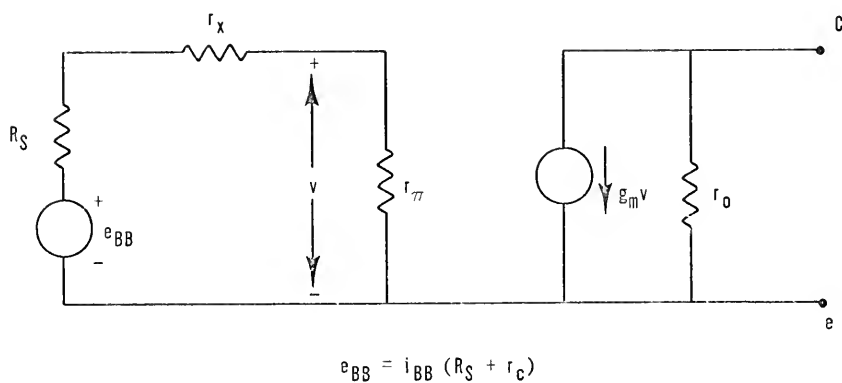 r_x
C
+
R_S
v
r_π
g_m v
r_o
+
e_BB
-
-
e
e_BB = i_BB (R_S + r_c)